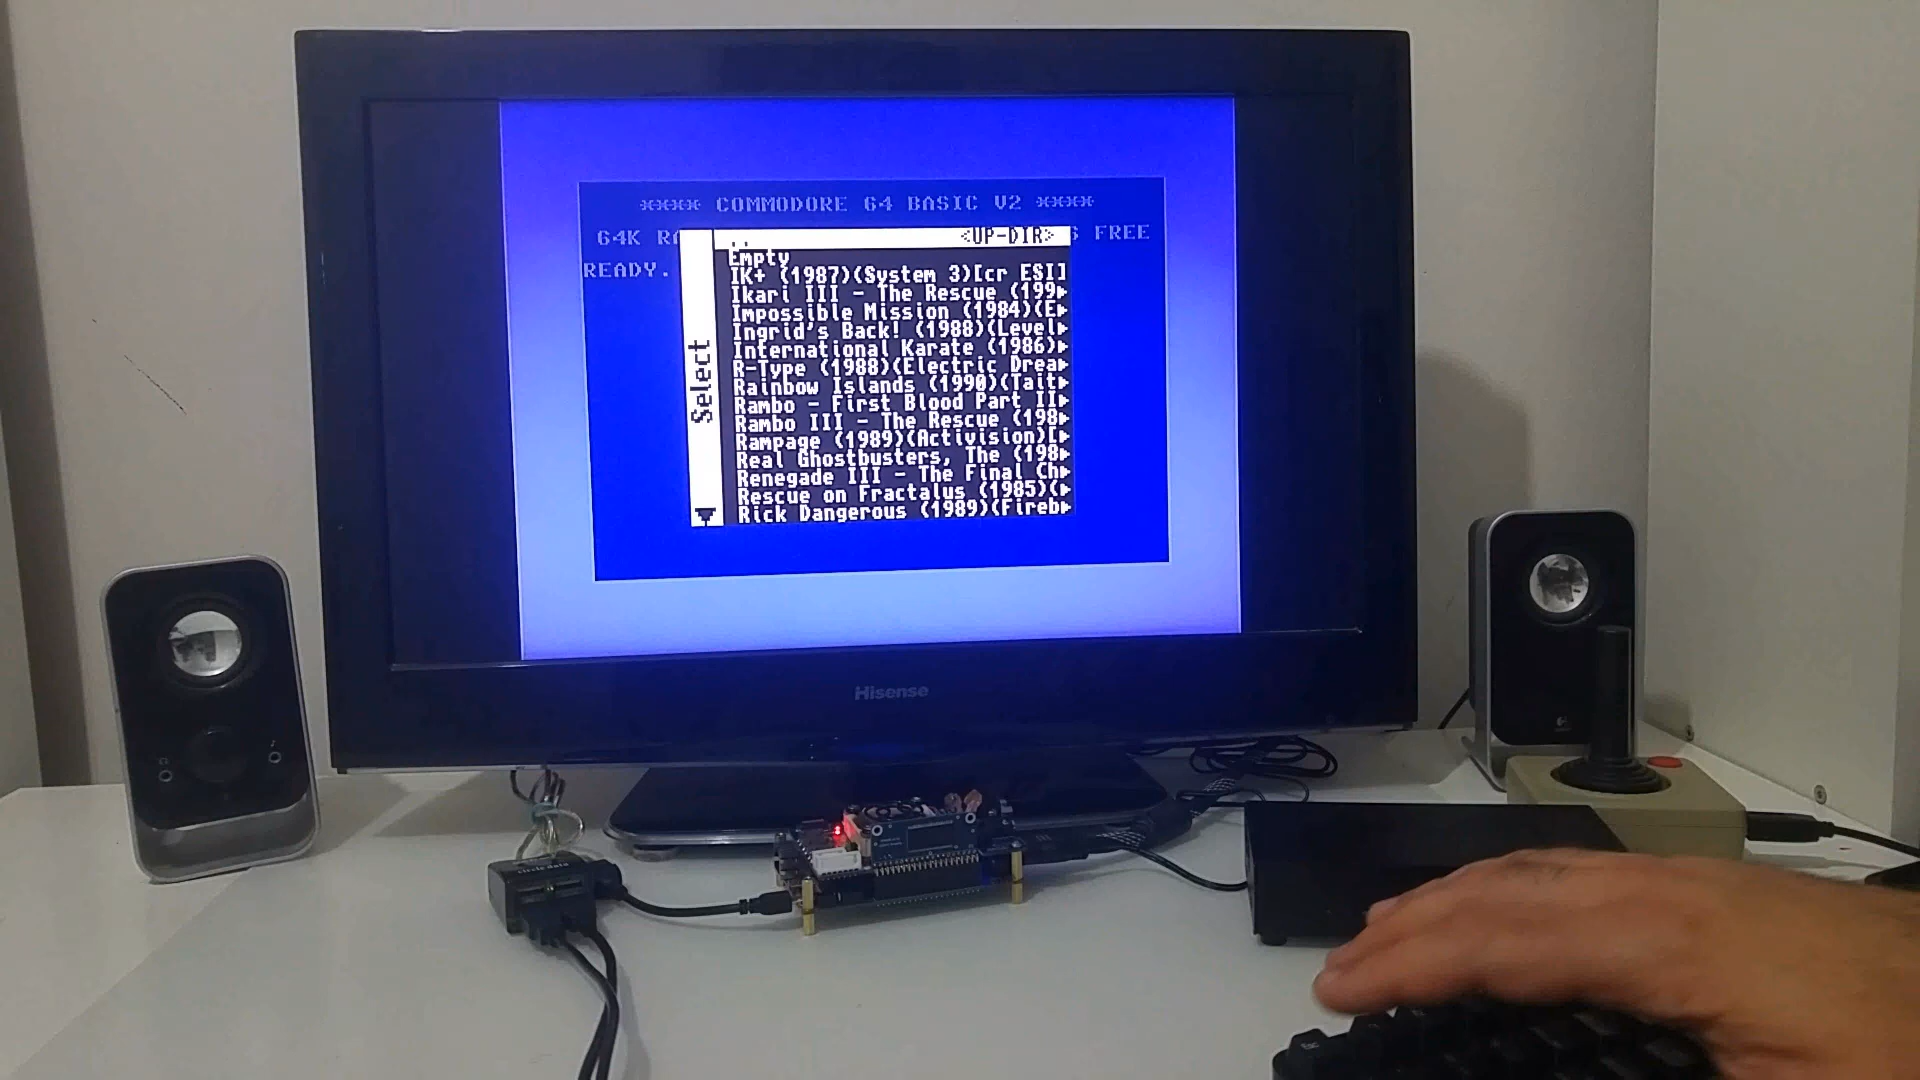 **** COMMODORE 64 BASIC V2 ****
64K RA S FREE
READY.
.. <UP-DIR>
Empty
IK+ (1987)(System 3)[cr ESI]
Ikari III - The Rescue (199
Impossible Mission (1984)(E
Ingrid's Back! (1988)(Level
International Karate (1986)
R-Type (1988)(Electric Drea
Rainbow Islands (1990)(Tait
Rambo - First Blood Part II
Rambo III - The Rescue (198
Rampage (1989)(Activision)[
Real Ghostbusters, The (198
Renegade III - The Final Ch
Rescue on Fractalus (1985)(
Rick Dangerous (1989)(Fireb
Select
Hisense